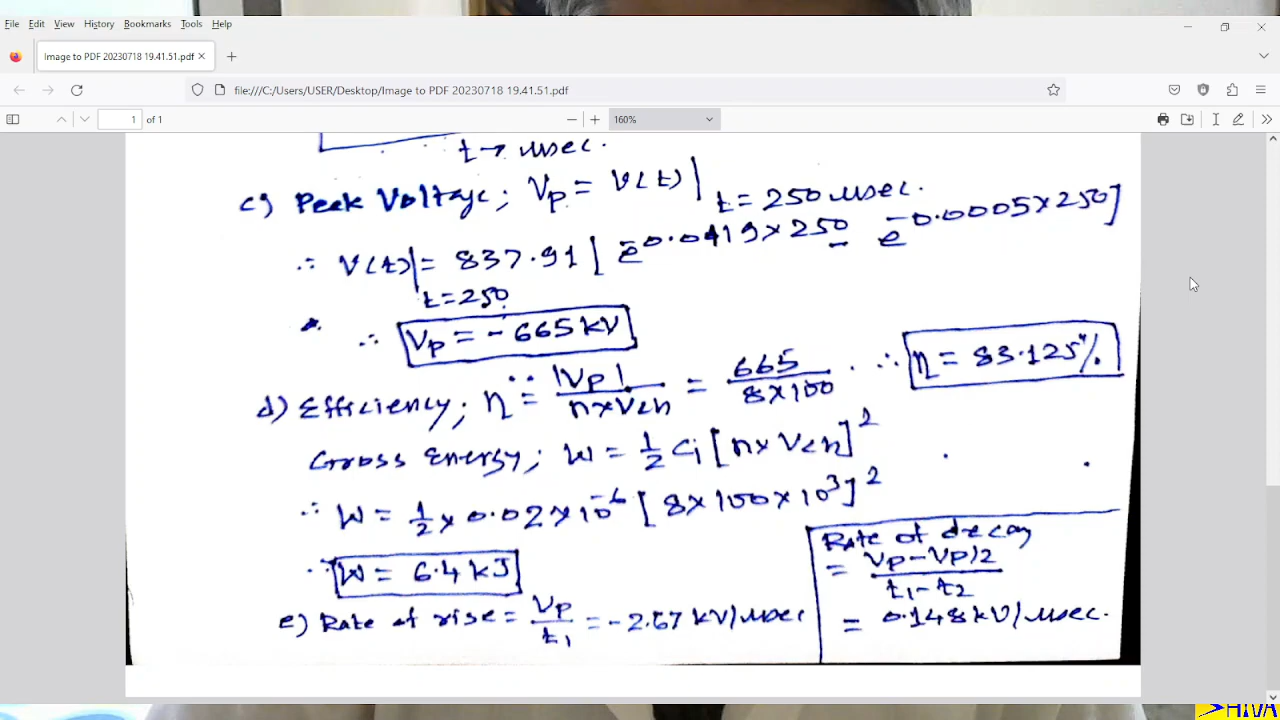 File Edit View History Bookmarks Tools Help
Image to PDF 20230718 19.41.51.pdf
file:///C:/Users/USER/Desktop/Image to PDF 20230718 19.41.51.pdf
1 of 1
160%
t → μsec.
c) Peak Voltage; Vp = V(t)| t = 250 μsec.
∴ V(t)| t=250 = 837.91 [e^-0.0419×250 - e^-0.0005×250]
∴ Vp = -665 kV
d) Efficiency; η = |Vp| / n×Vch = 665 / 8×100 . ∴ η = 83.125%
Gross Energy; W = 1/2 C1 [n× Vch]^2
∴ W = 1/2 × 0.02×10^-6 [8×100×10^3]^2
∴ W = 6.4 kJ
e) Rate of rise = Vp / t1 = -2.67 kV/μsec
Rate of decay
= Vp - Vp/2 / t1 - t2
= 0.148 kV/μsec.
SHIVA